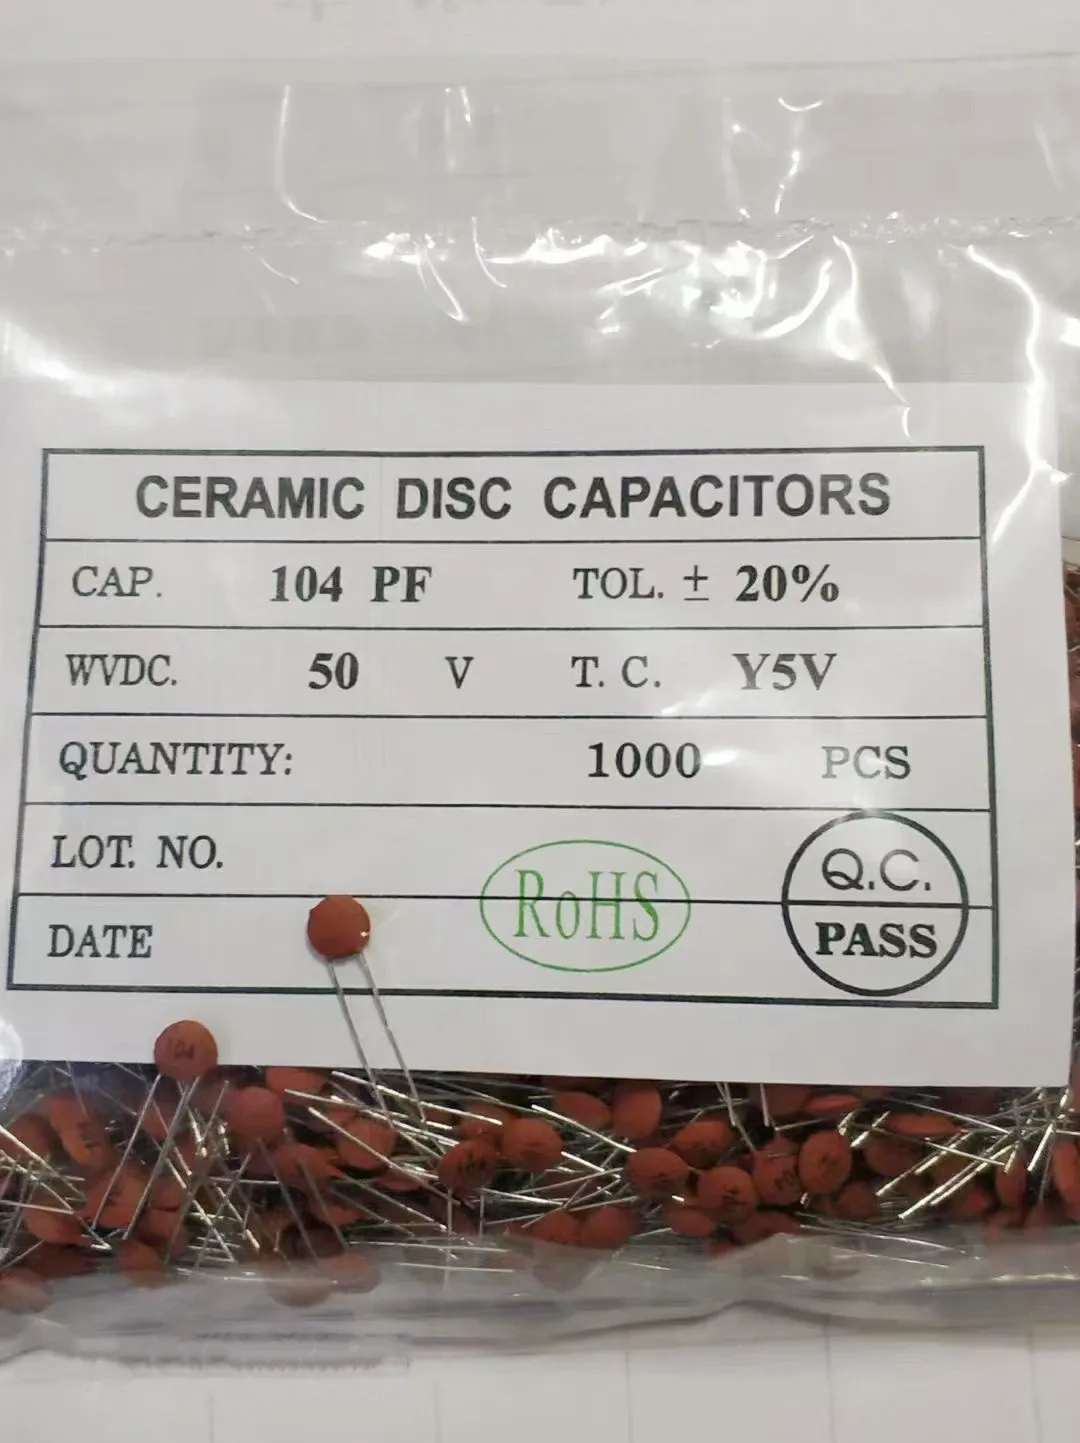 CERAMIC DISC CAPACITORS
CAP. 104 PF TOL. ± 20%
WVDC. 50 V T. C. Y5V
QUANTITY: 1000 PCS
LOT. NO.
DATE
RoHS
Q.C.
PASS
104